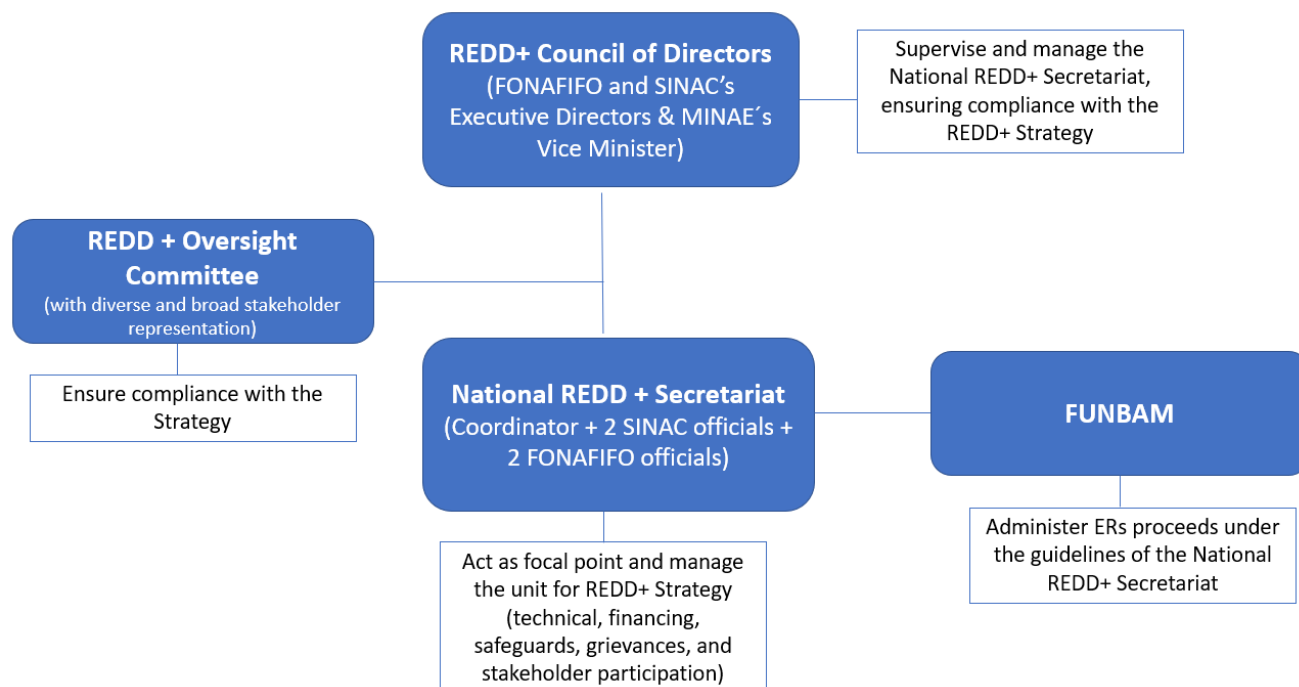 REDD+ Council of Directors
(FONAFIFO and SINAC’s
Executive Directors & MINAE´s
Vice Minister)
Supervise and manage the
National REDD+ Secretariat,
ensuring compliance with the
REDD+ Strategy
REDD + Oversight
Committee
(with diverse and broad stakeholder
representation)
Ensure compliance with the
Strategy
National REDD + Secretariat
(Coordinator + 2 SINAC officials +
2 FONAFIFO officials)
Act as focal point and manage
the unit for REDD+ Strategy
(technical, financing,
safeguards, grievances, and
stakeholder participation)
FUNBAM
Administer ERs proceeds under
the guidelines of the National
REDD+ Secretariat